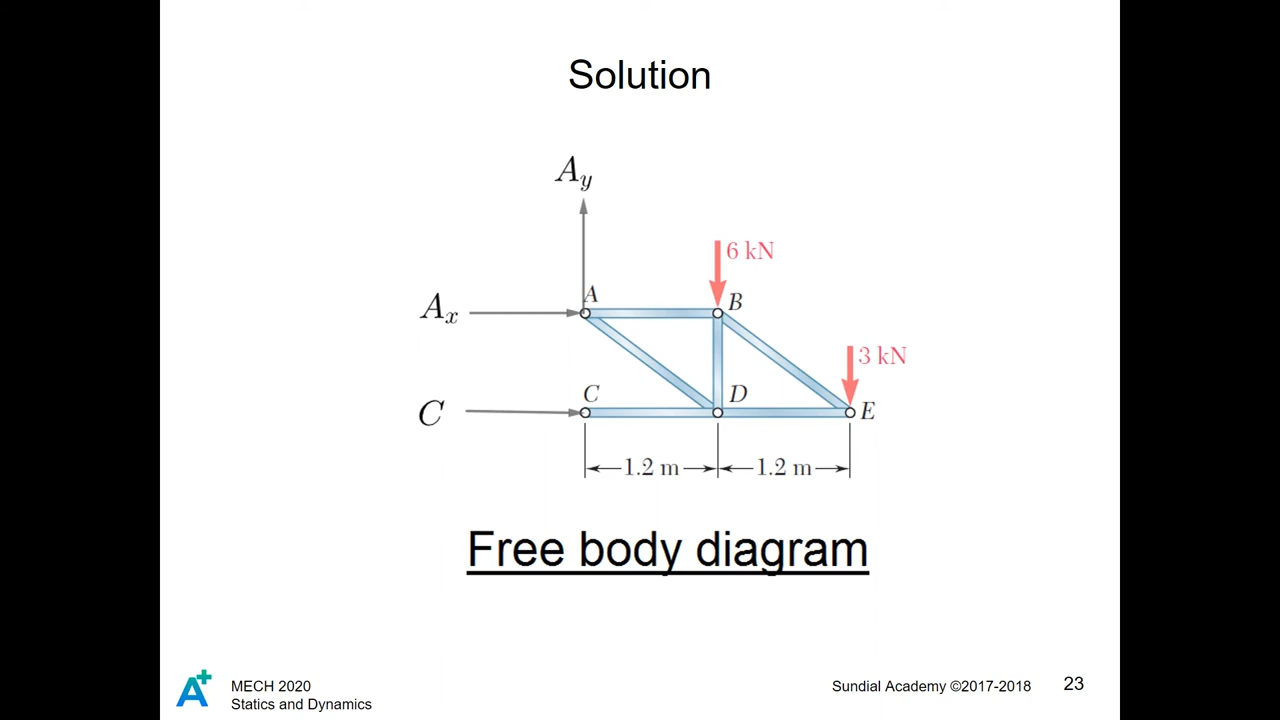 Solution
A_y
6 kN
A
B
A_x
3 kN
C
D
C
E
1.2 m
1.2 m
Free body diagram
A+
MECH 2020
Statics and Dynamics
Sundial Academy ©2017-2018
23